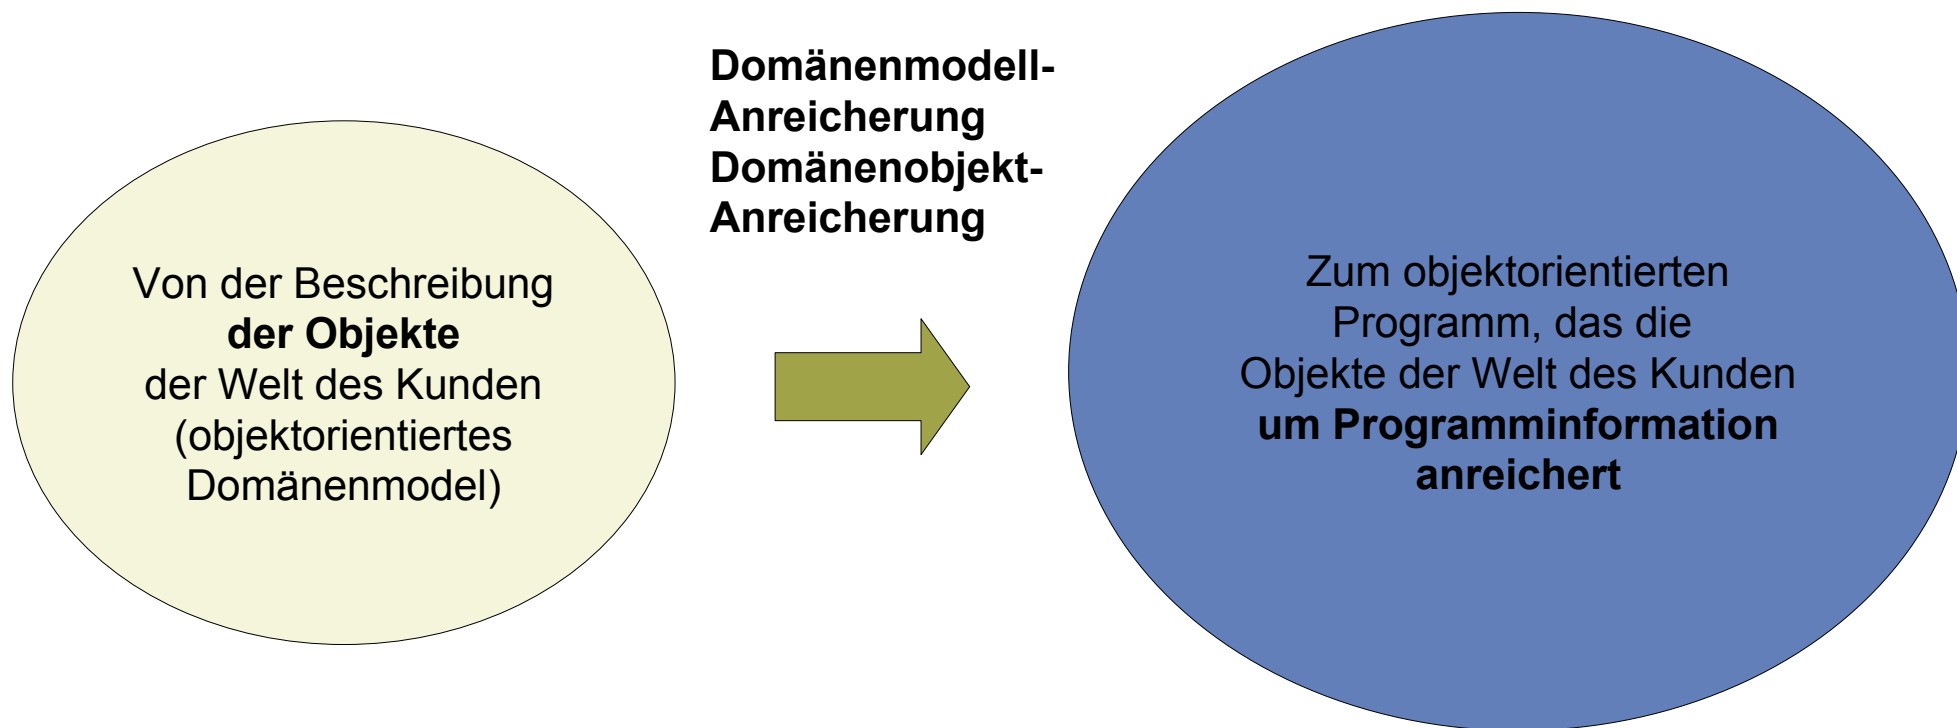 Domänenmodell-
Anreicherung
Domänenobjekt-
Anreicherung
Von der Beschreibung
der Objekte
der Welt des Kunden
(objektorientiertes
Domänenmodel)
Zum objektorientierten
Programm, das die
Objekte der Welt des Kunden
um Programminformation
anreichert